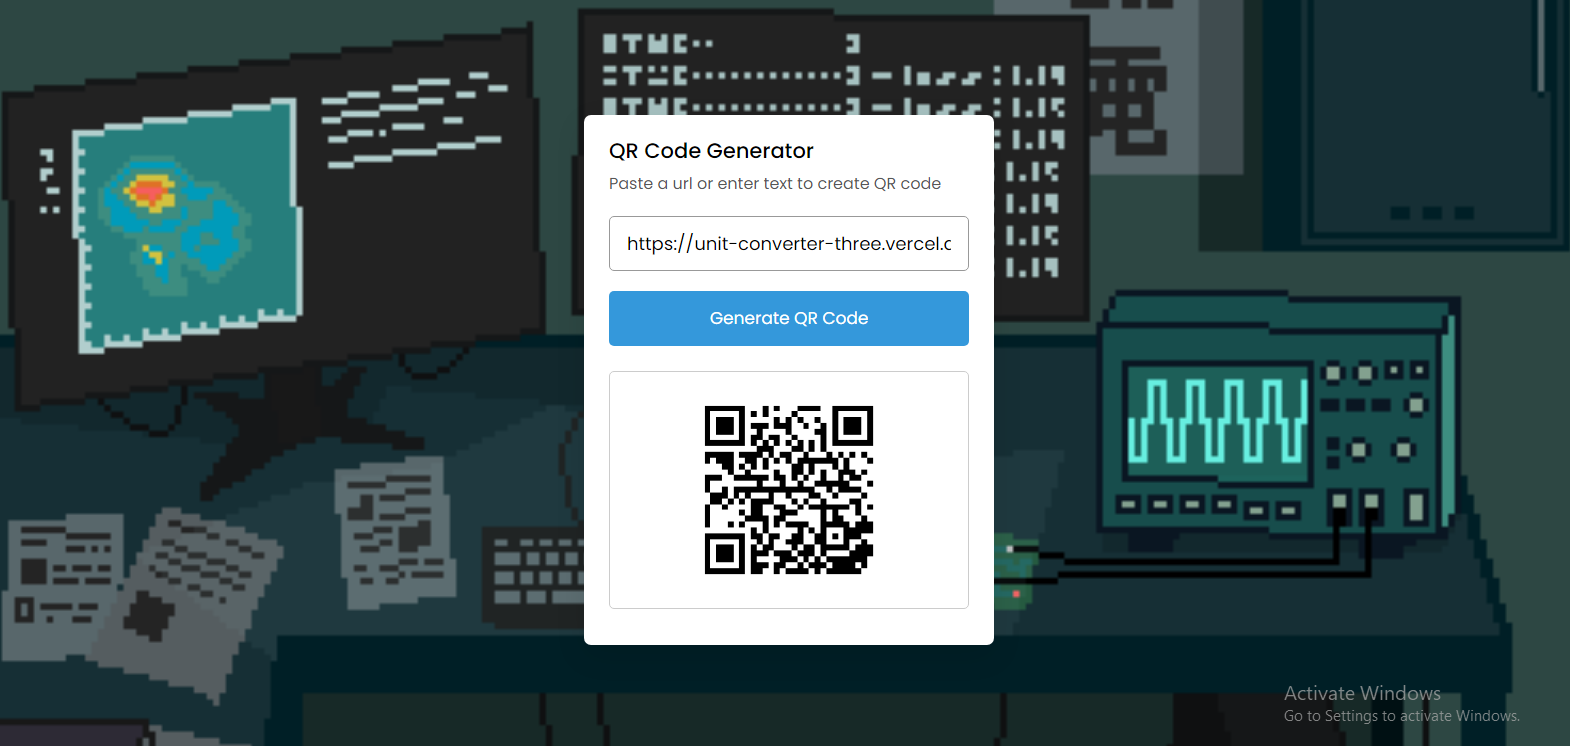 QR Code Generator
Paste a url or enter text to create QR code
https://unit-converter-three.vercel.
Generate QR Code
Activate Windows
Go to Settings to activate Windows.